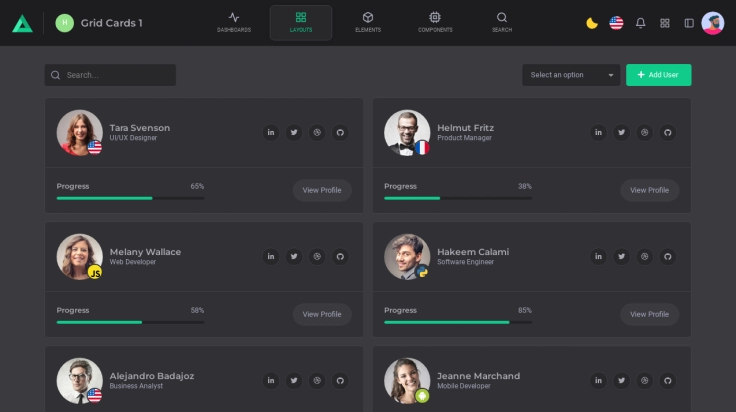 H Grid Cards 1
DASHBOARDS
LAYOUTS
ELEMENTS
COMPONENTS
SEARCH
Search...
Select an option
+ Add User
Tara Svenson
UI/UX Designer
in
Progress 65%
View Profile
Helmut Fritz
Product Manager
in
Progress 38%
View Profile
Melany Wallace
Web Developer
JS
in
Progress 58%
View Profile
Hakeem Calami
Software Engineer
in
Progress 85%
View Profile
Alejandro Badajoz
Business Analyst
in
Jeanne Marchand
Mobile Developer
in